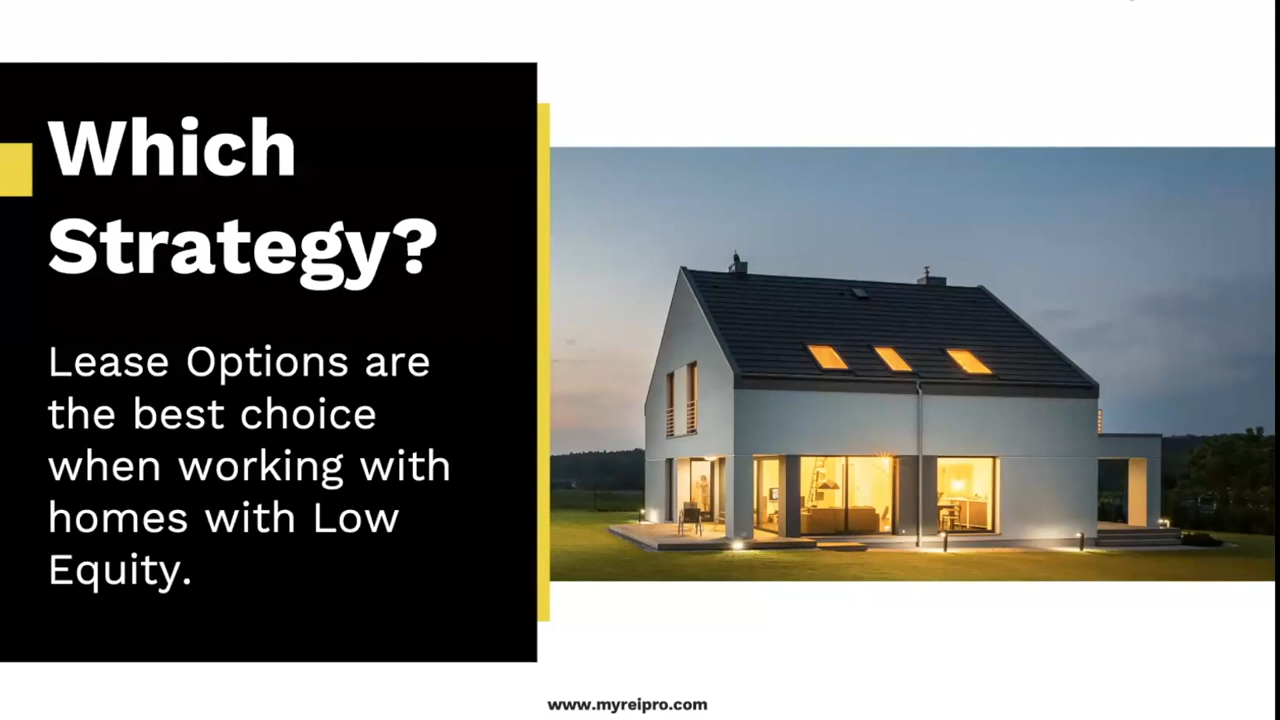 Which
Strategy?
Lease Options are
the best choice
when working with
homes with Low
Equity.
www.myreipro.com